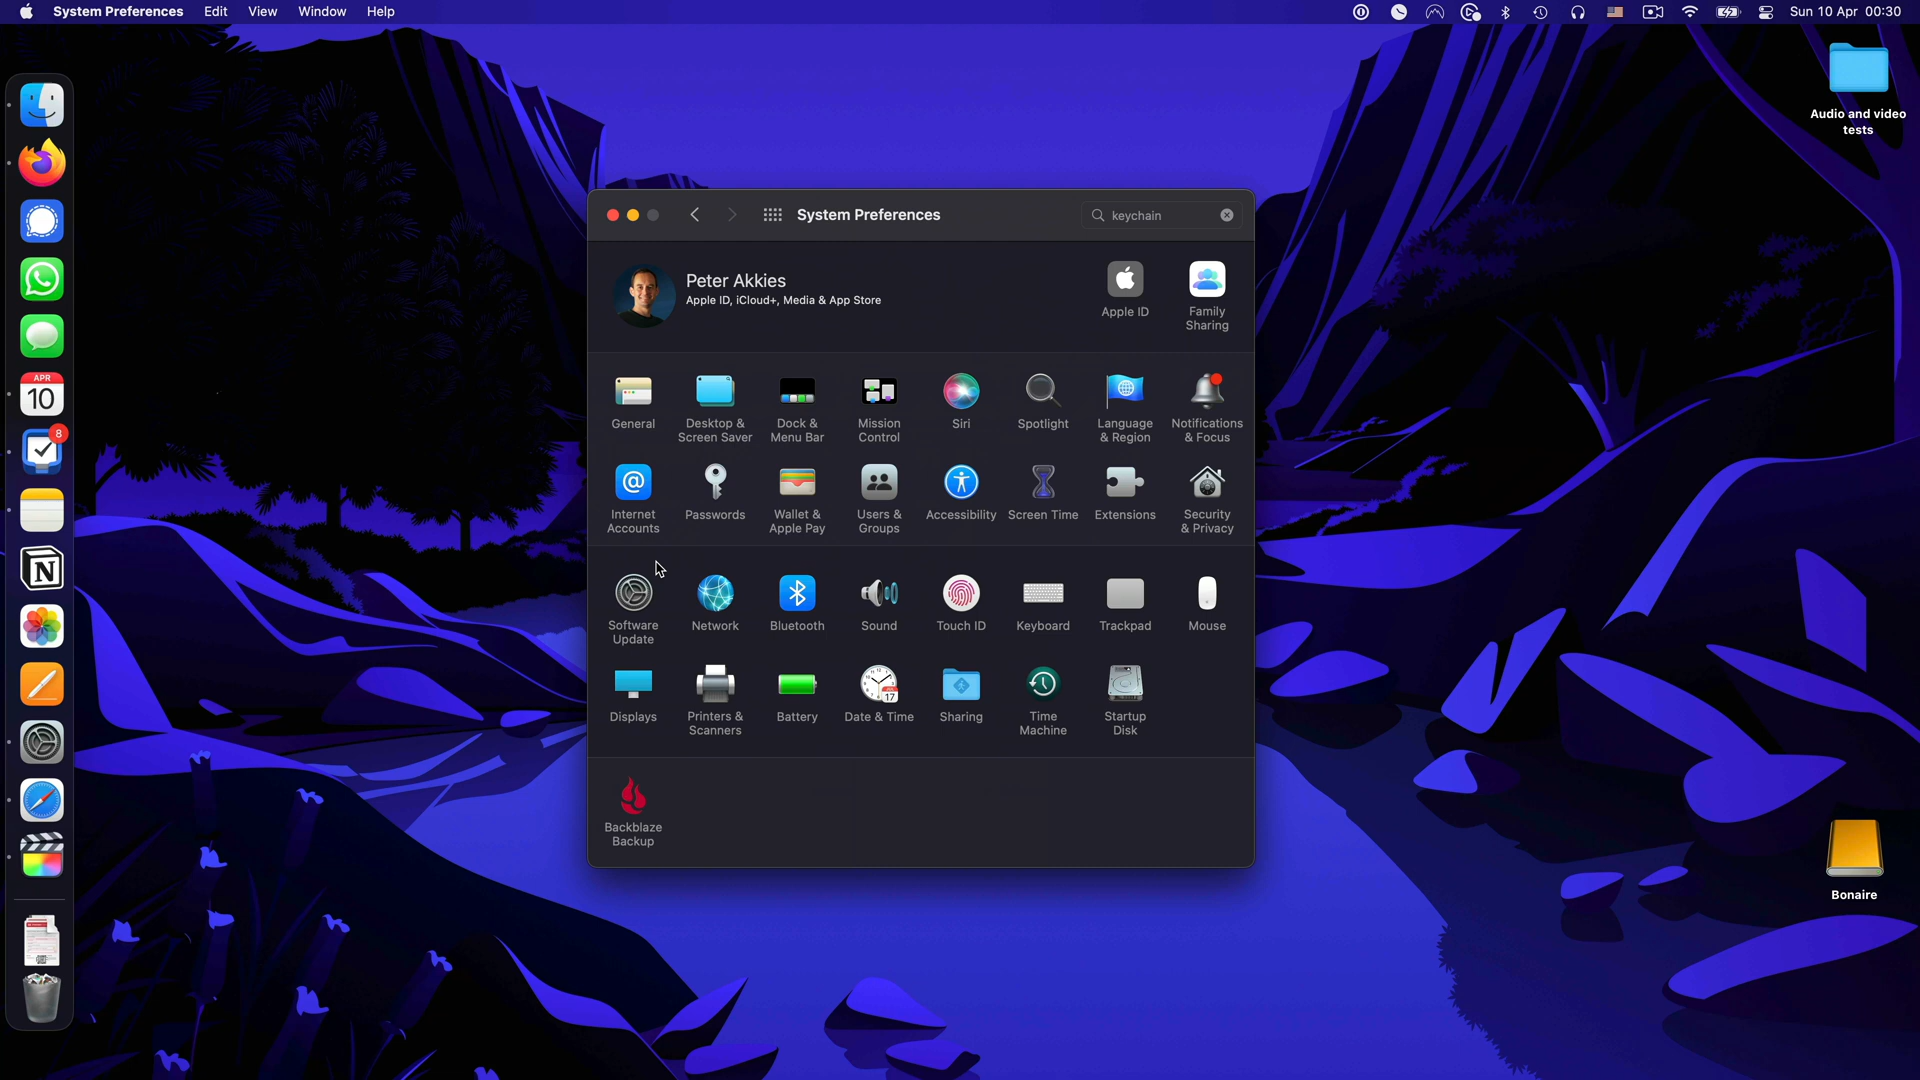 System Preferences Edit View Window Help
Sun 10 Apr 00:30
Audio and video
tests
System Preferences
keychain
Peter Akkies
Apple ID, iCloud+, Media & App Store
Apple ID
Family
Sharing
General
Desktop &
Screen Saver
Dock &
Menu Bar
Mission
Control
Siri
Spotlight
Language
& Region
Notifications
& Focus
Internet
Accounts
Passwords
Wallet &
Apple Pay
Users &
Groups
Accessibility
Screen Time
Extensions
Security
& Privacy
Software
Update
Network
Bluetooth
Sound
Touch ID
Keyboard
Trackpad
Mouse
Displays
Printers &
Scanners
Battery
Date & Time
Sharing
Time
Machine
Startup
Disk
Backblaze
Backup
APR
10
8
N
JUL
17
Bonaire